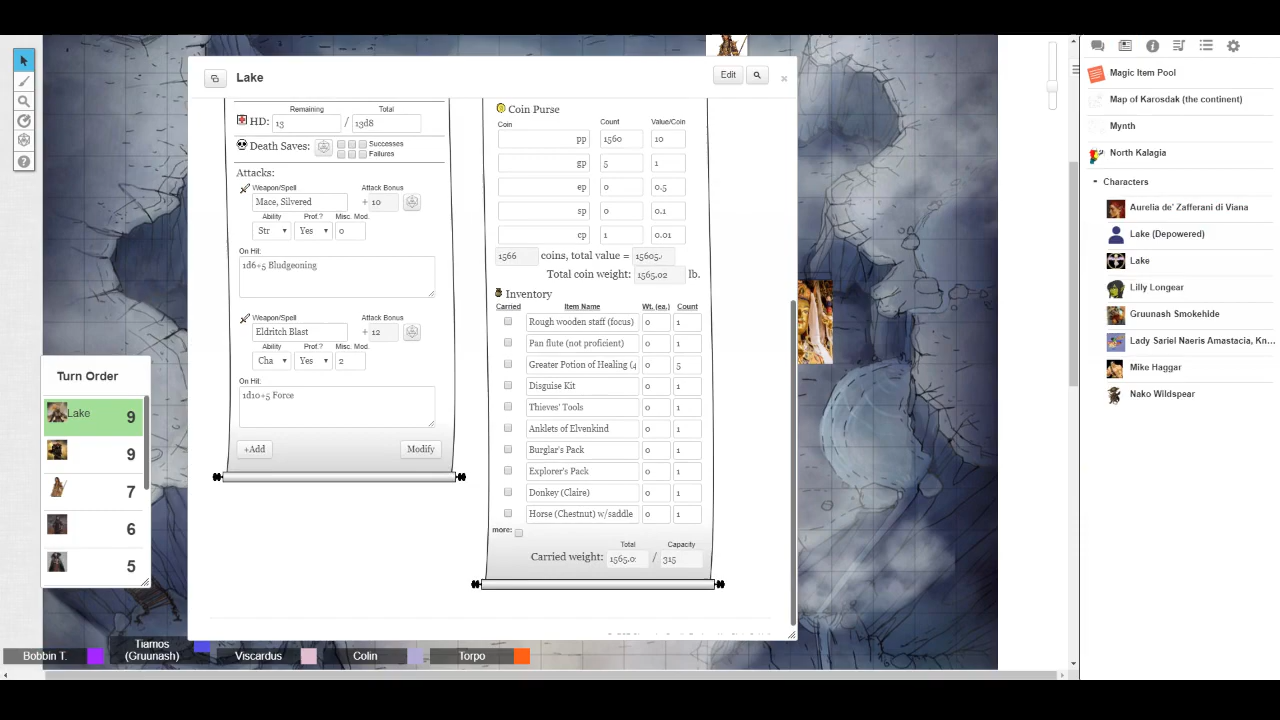 Lake
Edit
Remaining
Total
HD:
13
/
13d8
Death Saves:
Successes
Failures
Attacks:
Weapon/Spell
Attack Bonus
Mace, Silvered
+ 10
Ability
Prof.?
Misc. Mod.
Str
Yes
0
On Hit:
1d6+5 Bludgeoning
Weapon/Spell
Attack Bonus
Eldritch Blast
+ 12
Ability
Prof.?
Misc. Mod.
Cha
Yes
2
On Hit:
1d10+5 Force
+Add
Modify
Coin Purse
Coin
Count
Value/Coin
pp 1560 10
gp 5 1
ep 0 0.5
sp 0 0.1
cp 1 0.01
1566 coins, total value = 15605.
Total coin weight: 1565.02 lb.
Inventory
Carried Item Name Wt. (ea.) Count
Rough wooden staff (focus) 0 1
Pan flute (not proficient) 0 1
Greater Potion of Healing (4 0 5
Disguise Kit 0 1
Thieves' Tools 0 1
Anklets of Elvenkind 0 1
Burglar's Pack 0 1
Explorer's Pack 0 1
Donkey (Claire) 0 1
Horse (Chestnut) w/saddle 0 1
more:
Total Capacity
Carried weight: 1565.0 / 315
Turn Order
Lake 9
9
7
6
5
Bobbin T.
Tiamos
(Gruunash)
Viscardus
Colin
Torpo
Magic Item Pool
Map of Karosdak (the continent)
Mynth
North Kalagia
Characters
Aurelia de' Zafferani di Viana
Lake (Depowered)
Lake
Lilly Longear
Gruunash Smokehide
Lady Sariel Naeris Amastacia, Kn...
Mike Haggar
Nako Wildspear